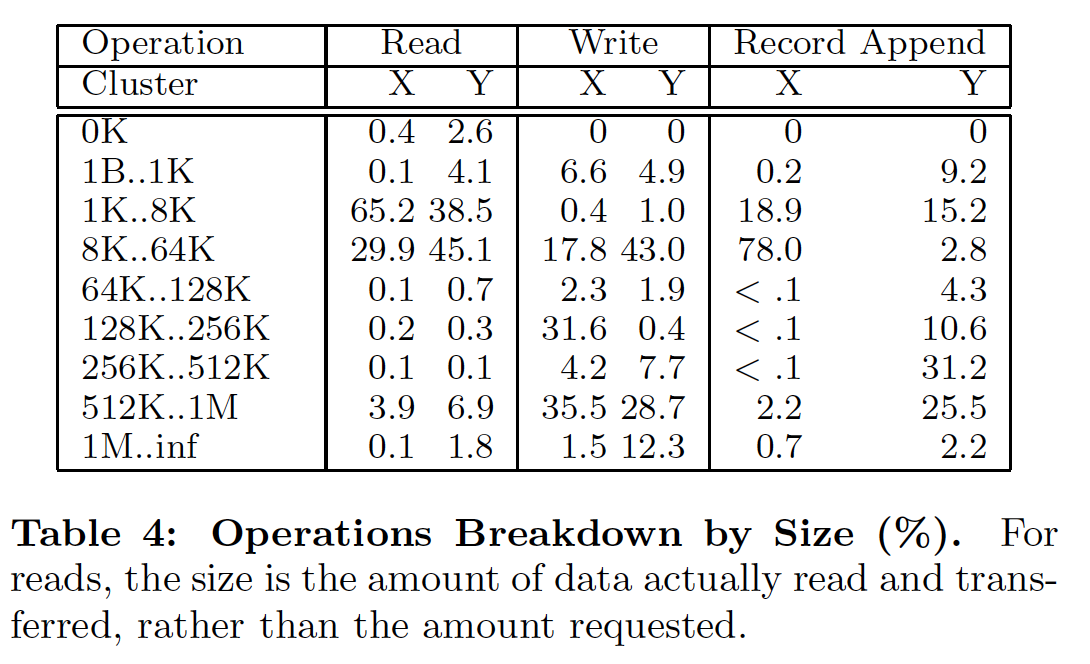 Operation Read Write Record Append
Cluster X Y X Y X Y
0K 0.4 2.6 0 0 0 0
1B..1K 0.1 4.1 6.6 4.9 0.2 9.2
1K..8K 65.2 38.5 0.4 1.0 18.9 15.2
8K..64K 29.9 45.1 17.8 43.0 78.0 2.8
64K..128K 0.1 0.7 2.3 1.9 < .1 4.3
128K..256K 0.2 0.3 31.6 0.4 < .1 10.6
256K..512K 0.1 0.1 4.2 7.7 < .1 31.2
512K..1M 3.9 6.9 35.5 28.7 2.2 25.5
1M..inf 0.1 1.8 1.5 12.3 0.7 2.2
Table 4: Operations Breakdown by Size (%). For
reads, the size is the amount of data actually read and trans-
ferred, rather than the amount requested.